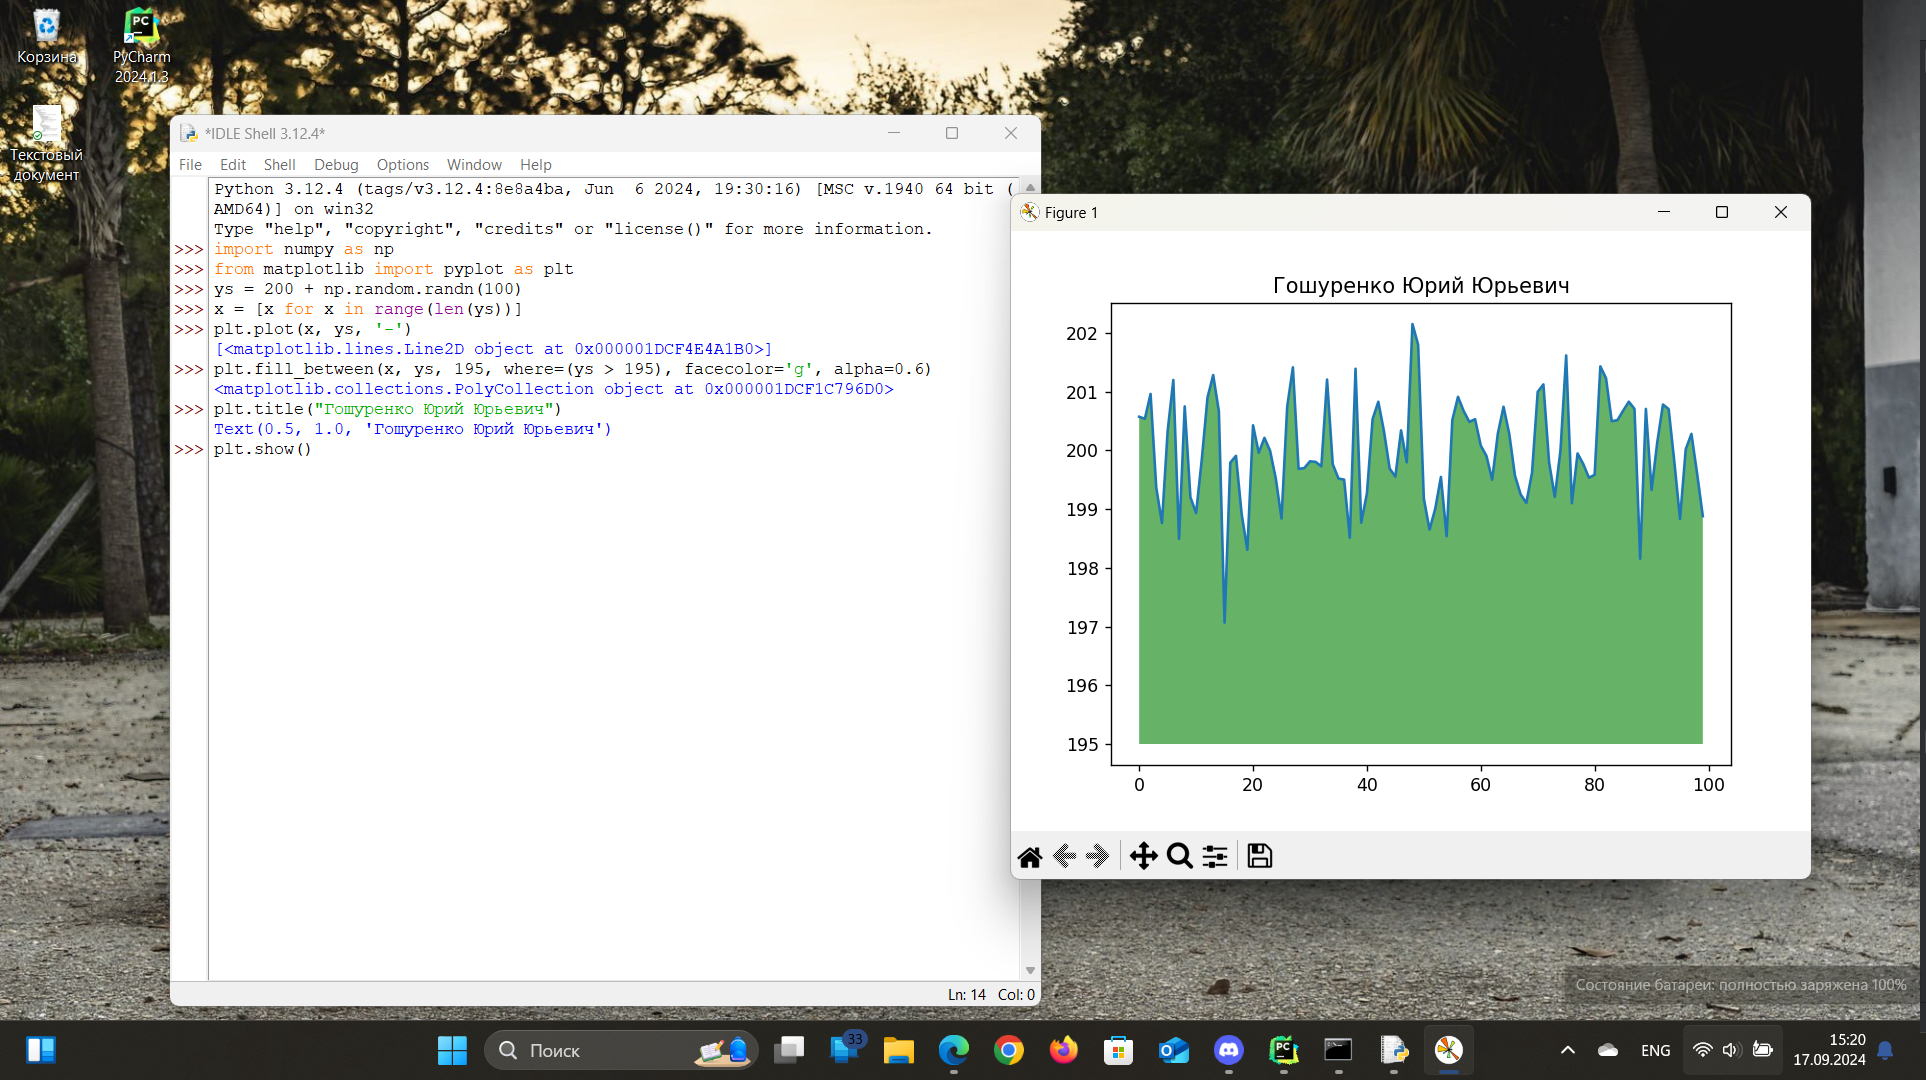 Корзина
PyCharm
2024.1.3
Текстовый
документ
*IDLE Shell 3.12.4*
File Edit Shell Debug Options Window Help
Python 3.12.4 (tags/v3.12.4:8e8a4ba, Jun  6 2024, 19:30:16) [MSC v.1940 64 bit (
AMD64)] on win32
Type "help", "copyright", "credits" or "license()" for more information.
>>> import numpy as np
>>> from matplotlib import pyplot as plt
>>> ys = 200 + np.random.randn(100)
>>> x = [x for x in range(len(ys))]
>>> plt.plot(x, ys, '-')
[<matplotlib.lines.Line2D object at 0x000001DCF4E4A1B0>]
>>> plt.fill_between(x, ys, 195, where=(ys > 195), facecolor='g', alpha=0.6)
<matplotlib.collections.PolyCollection object at 0x000001DCF1C796D0>
>>> plt.title("Гошуренко Юрий Юрьевич")
Text(0.5, 1.0, 'Гошуренко Юрий Юрьевич')
>>> plt.show()
Ln: 14 Col: 0
Figure 1
Гошуренко Юрий Юрьевич
202
201
200
199
198
197
196
195
0 20 40 60 80 100
Состояние батареи: полностью заряжена 100%
Поиск
33
ENG
15:20
17.09.2024